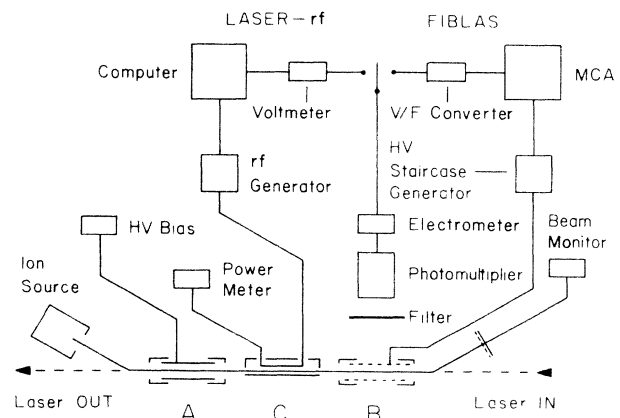 LASER-rf
FIBLAS
Computer
Voltmeter
V/F Converter
MCA
rf
Generator
HV
Staircase
Generator
HV Bias
Electrometer
Beam
Monitor
Ion
Source
Power
Meter
Photomultiplier
Filter
Laser OUT
A
C
B
Laser IN